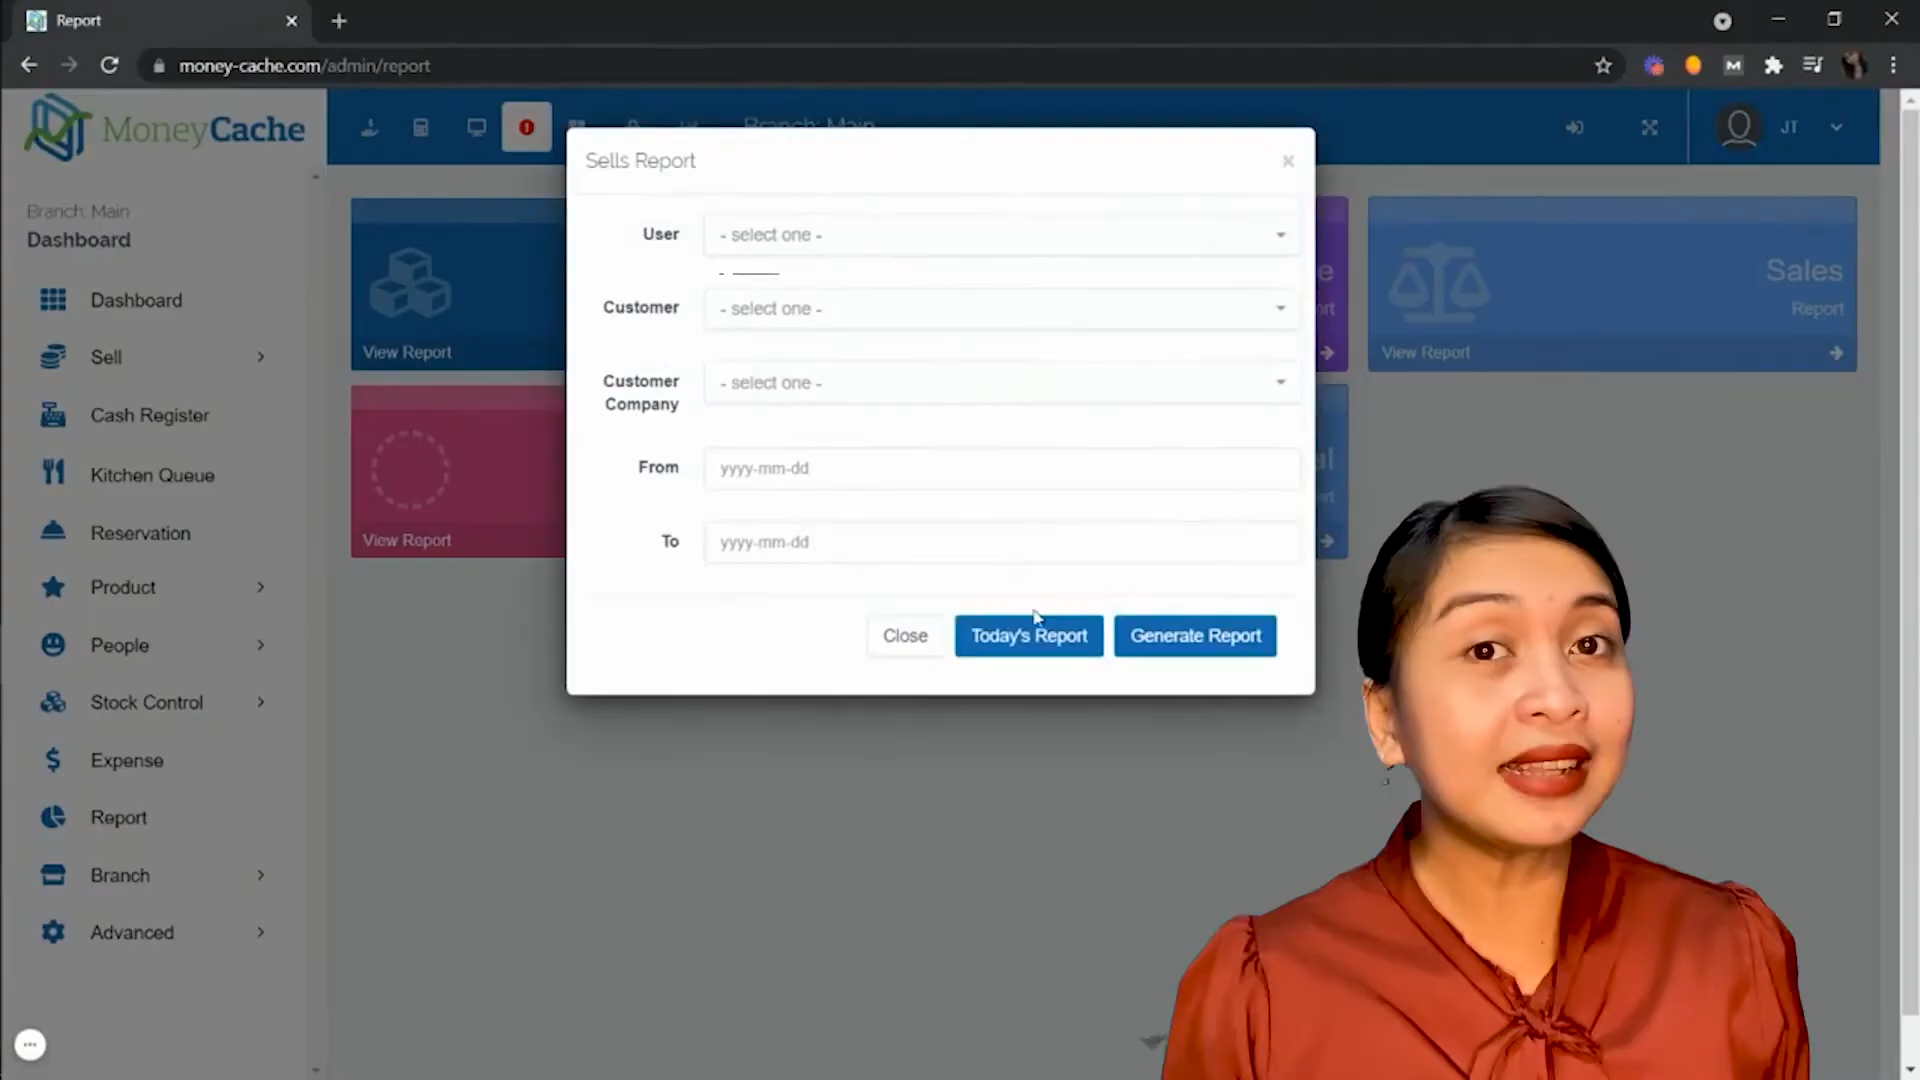 Report
money-cache.com/admin/report
MoneyCache
Branch: Main
JT
Branch: Main
Dashboard
Dashboard
Sell
Cash Register
Kitchen Queue
Reservation
Product
People
Stock Control
Expense
Report
Branch
Advanced
View Report
View Report
Sales
Report
View Report
Sells Report
User
- select one -
Customer
- select one -
Customer
Company
- select one -
From
yyyy-mm-dd
To
yyyy-mm-dd
Close
Today's Report
Generate Report